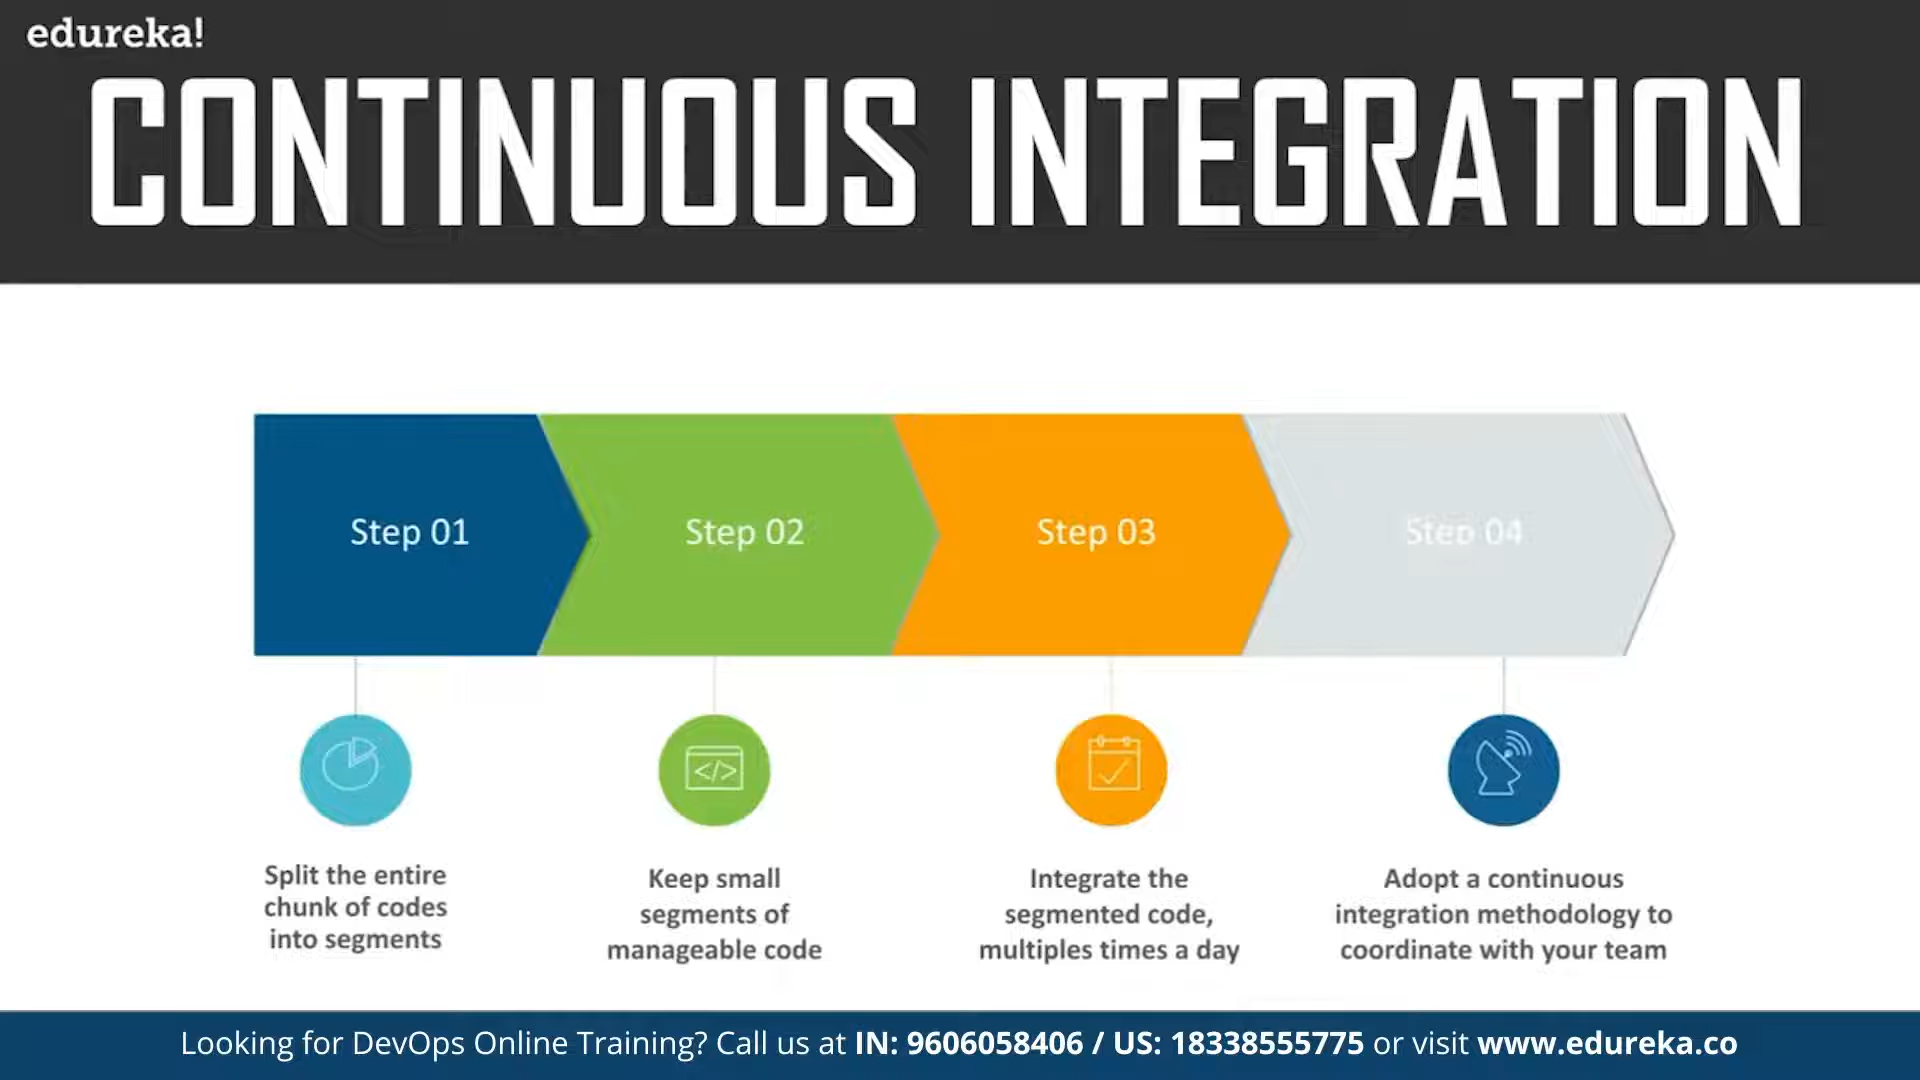 edureka!
CONTINUOUS INTEGRATION
Step 01
Step 02
Step 03
Step 04
</>
Split the entire
chunk of codes
into segments
Keep small
segments of
manageable code
Integrate the
segmented code,
multiples times a day
Adopt a continuous
integration methodology to
coordinate with your team
Looking for DevOps Online Training? Call us at IN: 9606058406 / US: 18338555775 or visit www.edureka.co